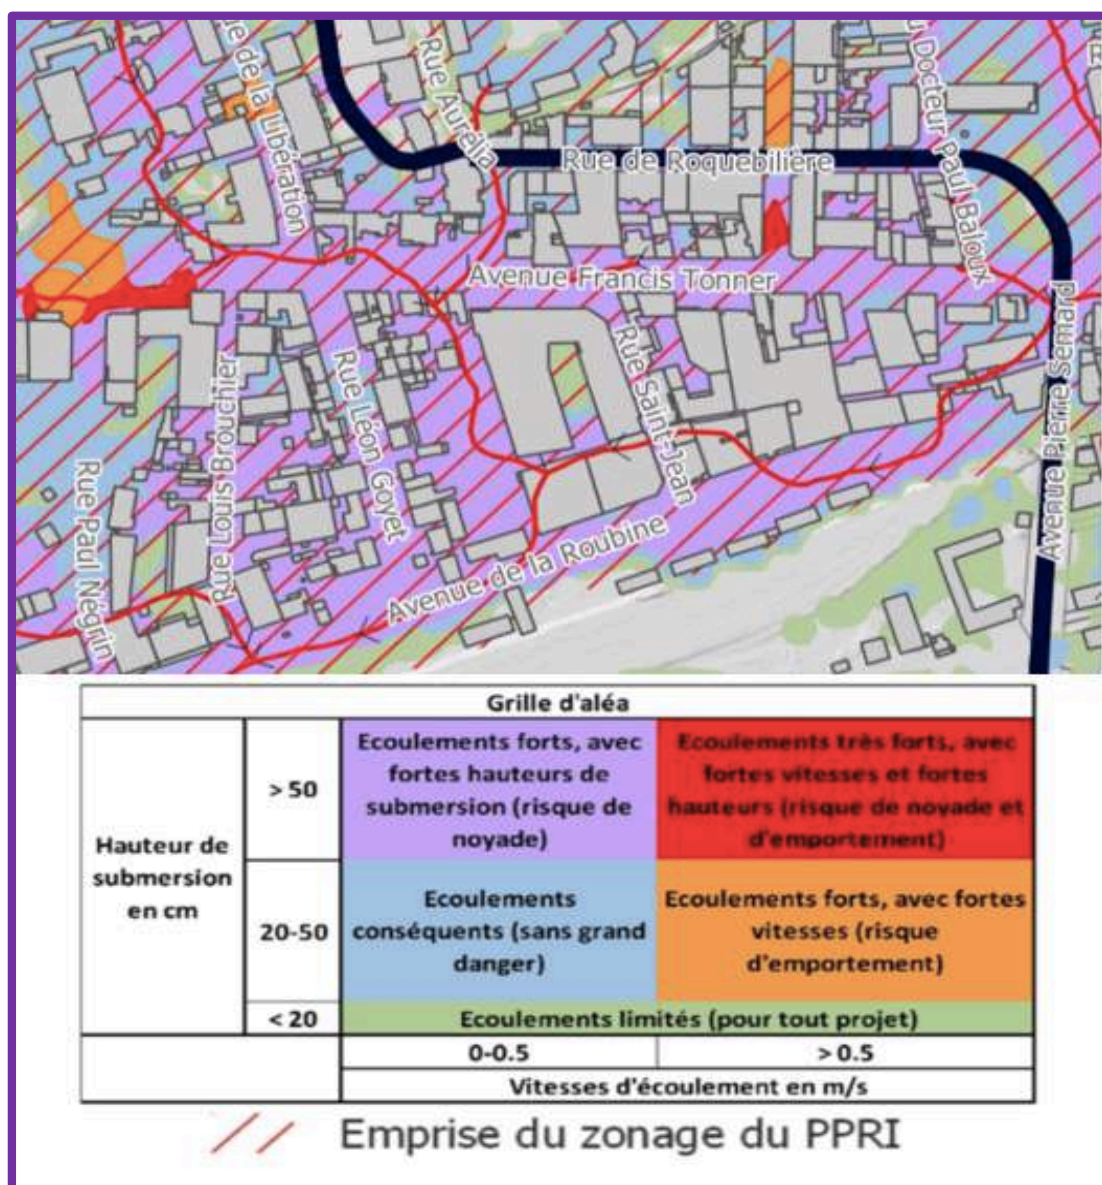 Rue de la Libération
Rue Aurélia
u Docteur Paul Baloux
Rue de Roquebilière
Avenue Francis Tonner
Rue Saint-Jean
Rue Léon Goyet
Rue Louis Brouchier
Rue Paul Négrin
Avenue de la Roubine
Avenue Pierre Semard
Grille d'aléa
Hauteur de
submersion
en cm
> 50
Ecoulements forts, avec
fortes hauteurs de
submersion (risque de
noyade)
Ecoulements très forts, avec
fortes vitesses et fortes
hauteurs (risque de noyade et
d'emportement)
20-50
Ecoulements
conséquents (sans grand
danger)
Ecoulements forts, avec fortes
vitesses (risque
d'emportement)
< 20
Ecoulements limités (pour tout projet)
0-0.5
> 0.5
Vitesses d'écoulement en m/s
Emprise du zonage du PPRI